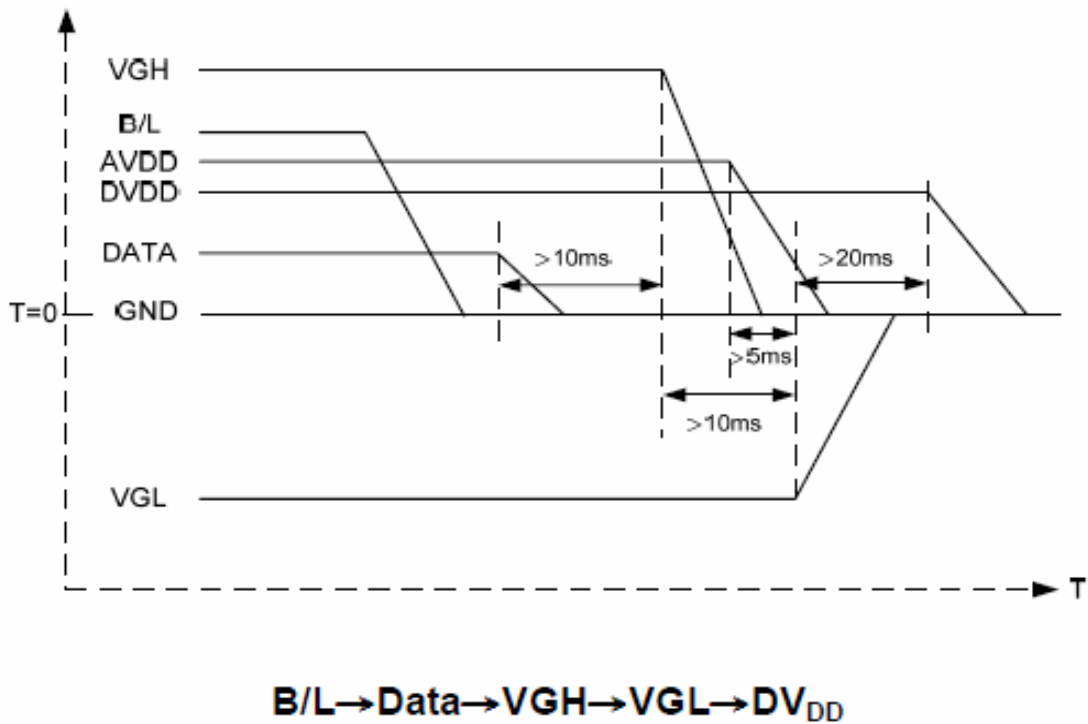 VGH
B/L
AVDD
DVDD
DATA
>10ms
>20ms
T=0
GND
>5ms
>10ms
VGL
T
B/L→Data→VGH→VGL→DVDD